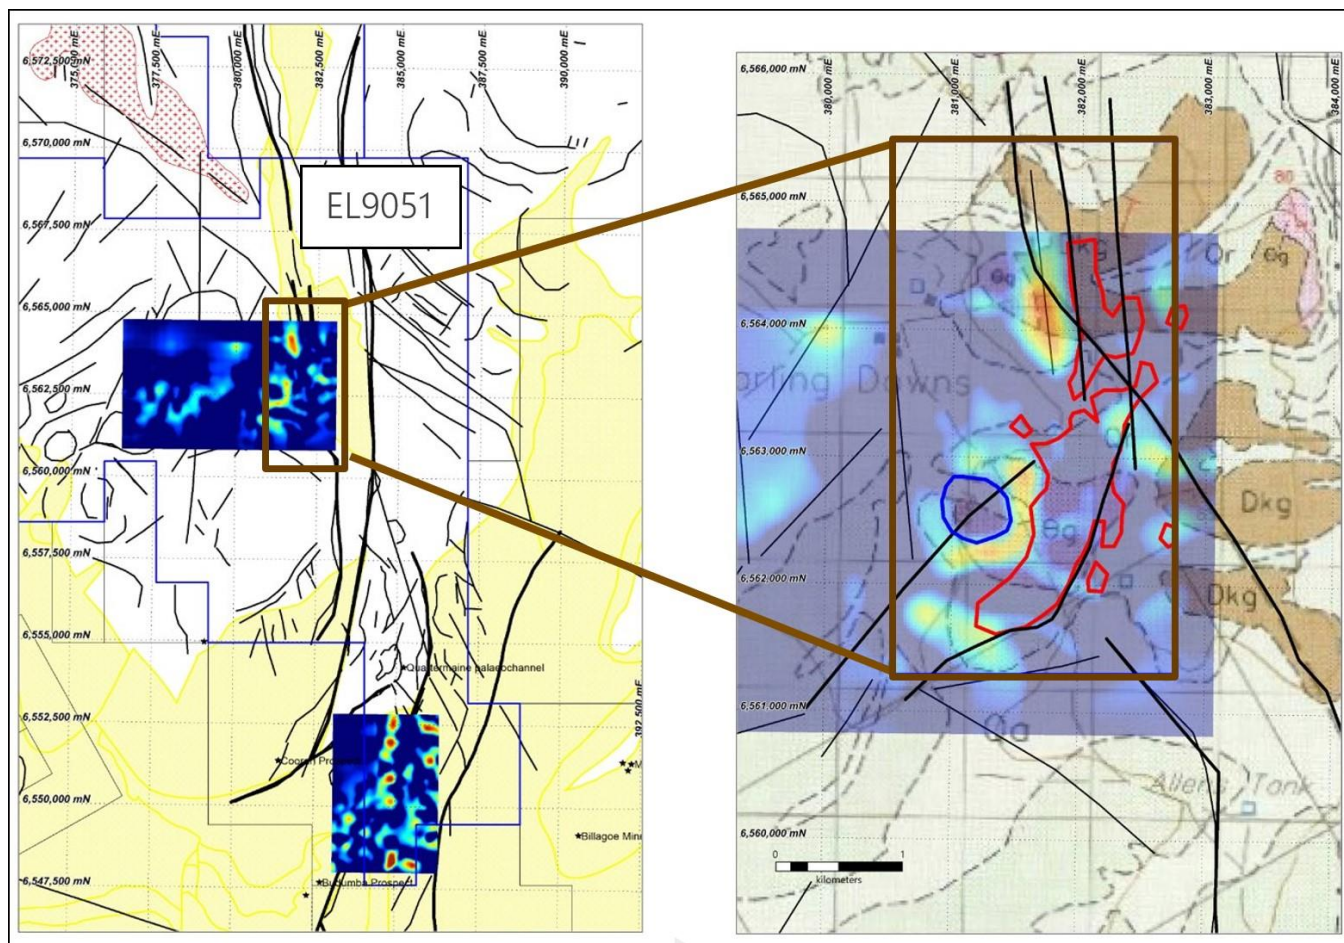 375,000 mE
377,500 mE
380,000 mE
382,500 mE
385,000 mE
387,500 mE
390,000 mE
6,572,500 mN
6,570,000 mN
EL9051
6,567,500 mN
6,565,000 mN
6,562,500 mN
6,560,000 mN
6,557,500 mN
6,555,000 mN
Quartermaine palaeochannel
392,500 mE
6,552,500 mN
M
6,550,000 mN
Billagoe Min
6,547,500 mN
380,000 mE
381,000 mE
382,000 mE
383,000 mE
384,000 mE
6,566,000 mN
6,565,000 mN
80
Qr
6,564,000 mN
arling Downs
6,563,000 mN
Dkg
6,562,000 mN
Dkg
6,561,000 mN
Qa
Allens Tank
6,560,000 mN
0 1
kilometers